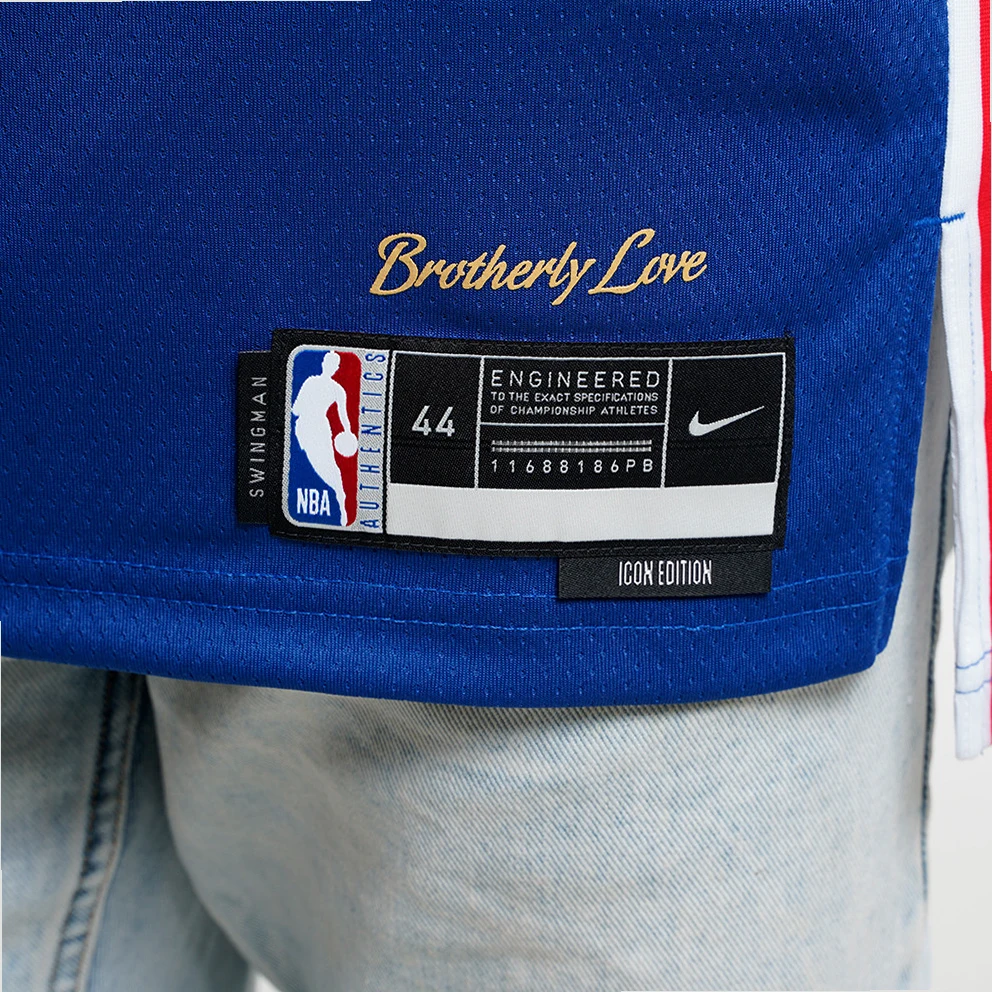 Brotherly Love
SWINGMAN
NBA
AUTHENTICS
44
ENGINEERED
TO THE EXACT SPECIFICATIONS
OF CHAMPIONSHIP ATHLETES
11688186PB
ICON EDITION